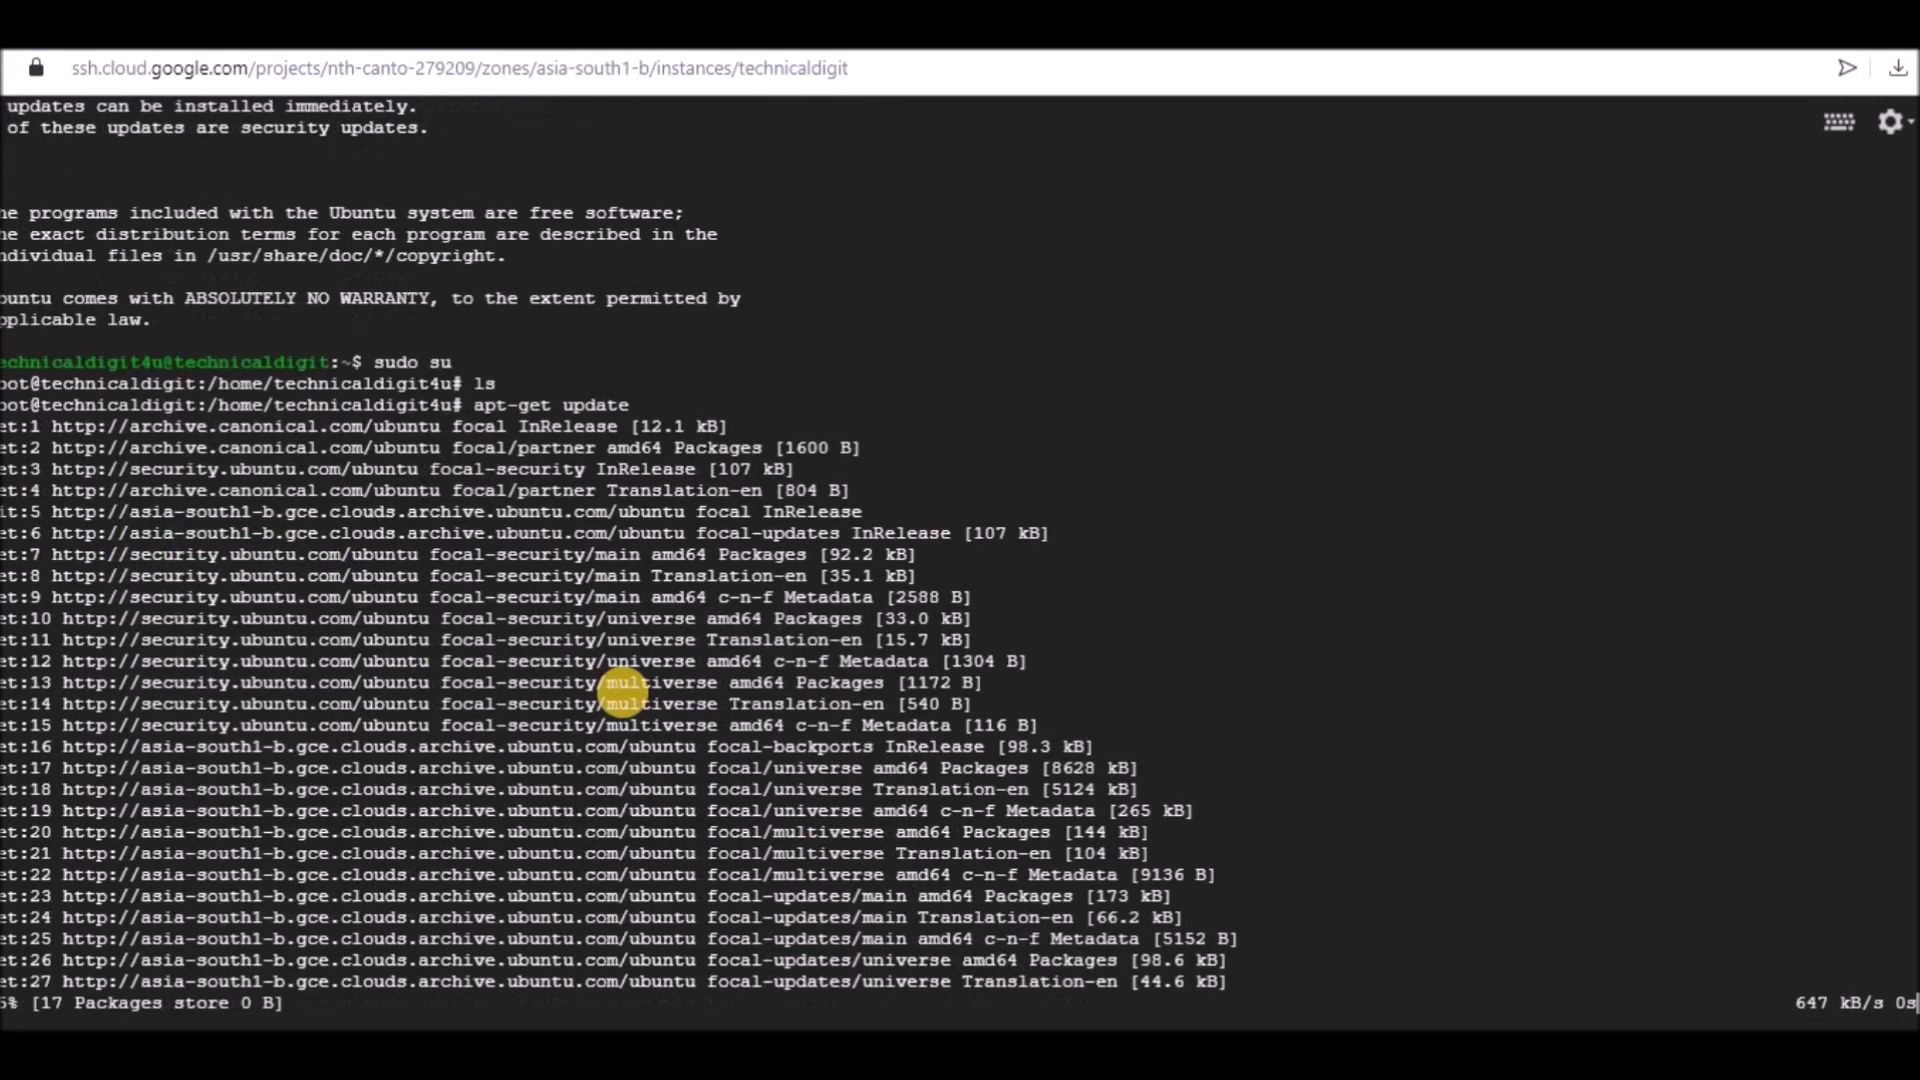 ssh.cloud.google.com/projects/nth-canto-279209/zones/asia-south1-b/instances/technicaldigit
updates can be installed immediately.
of these updates are security updates.
he programs included with the Ubuntu system are free software;
he exact distribution terms for each program are described in the
ndividual files in /usr/share/doc/*/copyright.
buntu comes with ABSOLUTELY NO WARRANTY, to the extent permitted by
pplicable law.
echnicaldigit4u@technicaldigit:~$ sudo su
oot@technicaldigit:/home/technicaldigit4u# ls
oot@technicaldigit:/home/technicaldigit4u# apt-get update
et:1 http://archive.canonical.com/ubuntu focal InRelease [12.1 kB]
et:2 http://archive.canonical.com/ubuntu focal/partner amd64 Packages [1600 B]
et:3 http://security.ubuntu.com/ubuntu focal-security InRelease [107 kB]
et:4 http://archive.canonical.com/ubuntu focal/partner Translation-en [804 B]
it:5 http://asia-south1-b.gce.clouds.archive.ubuntu.com/ubuntu focal InRelease
et:6 http://asia-south1-b.gce.clouds.archive.ubuntu.com/ubuntu focal-updates InRelease [107 kB]
et:7 http://security.ubuntu.com/ubuntu focal-security/main amd64 Packages [92.2 kB]
et:8 http://security.ubuntu.com/ubuntu focal-security/main Translation-en [35.1 kB]
et:9 http://security.ubuntu.com/ubuntu focal-security/main amd64 c-n-f Metadata [2588 B]
et:10 http://security.ubuntu.com/ubuntu focal-security/universe amd64 Packages [33.0 kB]
et:11 http://security.ubuntu.com/ubuntu focal-security/universe Translation-en [15.7 kB]
et:12 http://security.ubuntu.com/ubuntu focal-security/universe amd64 c-n-f Metadata [1304 B]
et:13 http://security.ubuntu.com/ubuntu focal-security/multiverse amd64 Packages [1172 B]
et:14 http://security.ubuntu.com/ubuntu focal-security/multiverse Translation-en [540 B]
et:15 http://security.ubuntu.com/ubuntu focal-security/multiverse amd64 c-n-f Metadata [116 B]
et:16 http://asia-south1-b.gce.clouds.archive.ubuntu.com/ubuntu focal-backports InRelease [98.3 kB]
et:17 http://asia-south1-b.gce.clouds.archive.ubuntu.com/ubuntu focal/universe amd64 Packages [8628 kB]
et:18 http://asia-south1-b.gce.clouds.archive.ubuntu.com/ubuntu focal/universe Translation-en [5124 kB]
et:19 http://asia-south1-b.gce.clouds.archive.ubuntu.com/ubuntu focal/universe amd64 c-n-f Metadata [265 kB]
et:20 http://asia-south1-b.gce.clouds.archive.ubuntu.com/ubuntu focal/multiverse amd64 Packages [144 kB]
et:21 http://asia-south1-b.gce.clouds.archive.ubuntu.com/ubuntu focal/multiverse Translation-en [104 kB]
et:22 http://asia-south1-b.gce.clouds.archive.ubuntu.com/ubuntu focal/multiverse amd64 c-n-f Metadata [9136 B]
et:23 http://asia-south1-b.gce.clouds.archive.ubuntu.com/ubuntu focal-updates/main amd64 Packages [173 kB]
et:24 http://asia-south1-b.gce.clouds.archive.ubuntu.com/ubuntu focal-updates/main Translation-en [66.2 kB]
et:25 http://asia-south1-b.gce.clouds.archive.ubuntu.com/ubuntu focal-updates/main amd64 c-n-f Metadata [5152 B]
et:26 http://asia-south1-b.gce.clouds.archive.ubuntu.com/ubuntu focal-updates/universe amd64 Packages [98.6 kB]
et:27 http://asia-south1-b.gce.clouds.archive.ubuntu.com/ubuntu focal-updates/universe Translation-en [44.6 kB]
% [17 Packages store 0 B] 647 kB/s 0s